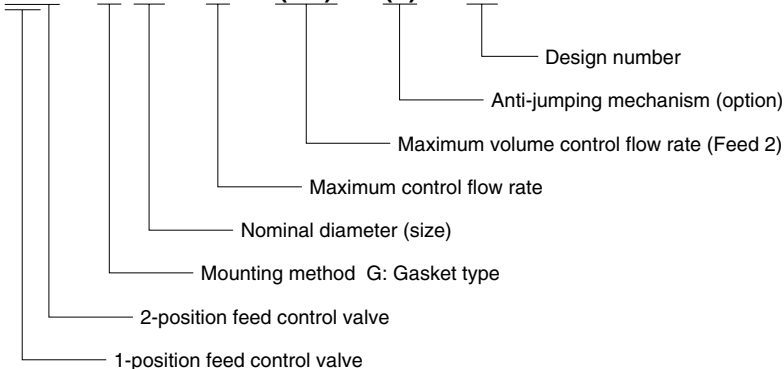 Design number
Anti-jumping mechanism (option)
Maximum volume control flow rate (Feed 2)
Maximum control flow rate
Nominal diameter (size)
Mounting method G: Gasket type
2-position feed control valve
1-position feed control valve